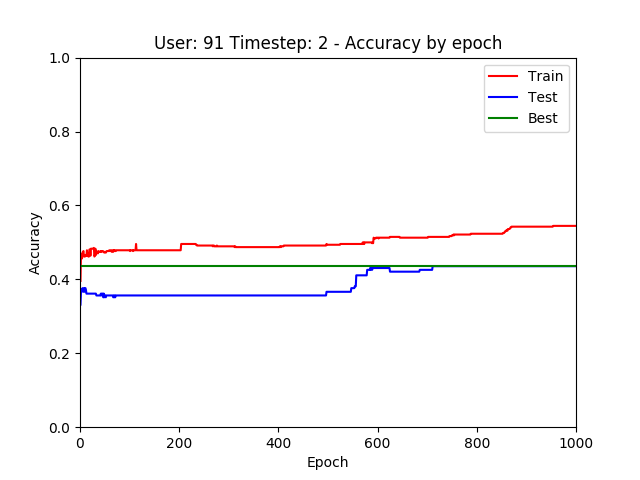 User: 91 Timestep: 2 - Accuracy by epoch
Train
Test
Best
1.0
0.8
0.6
0.4
0.2
0.0
Accuracy
0 200 400 600 800 1000
Epoch